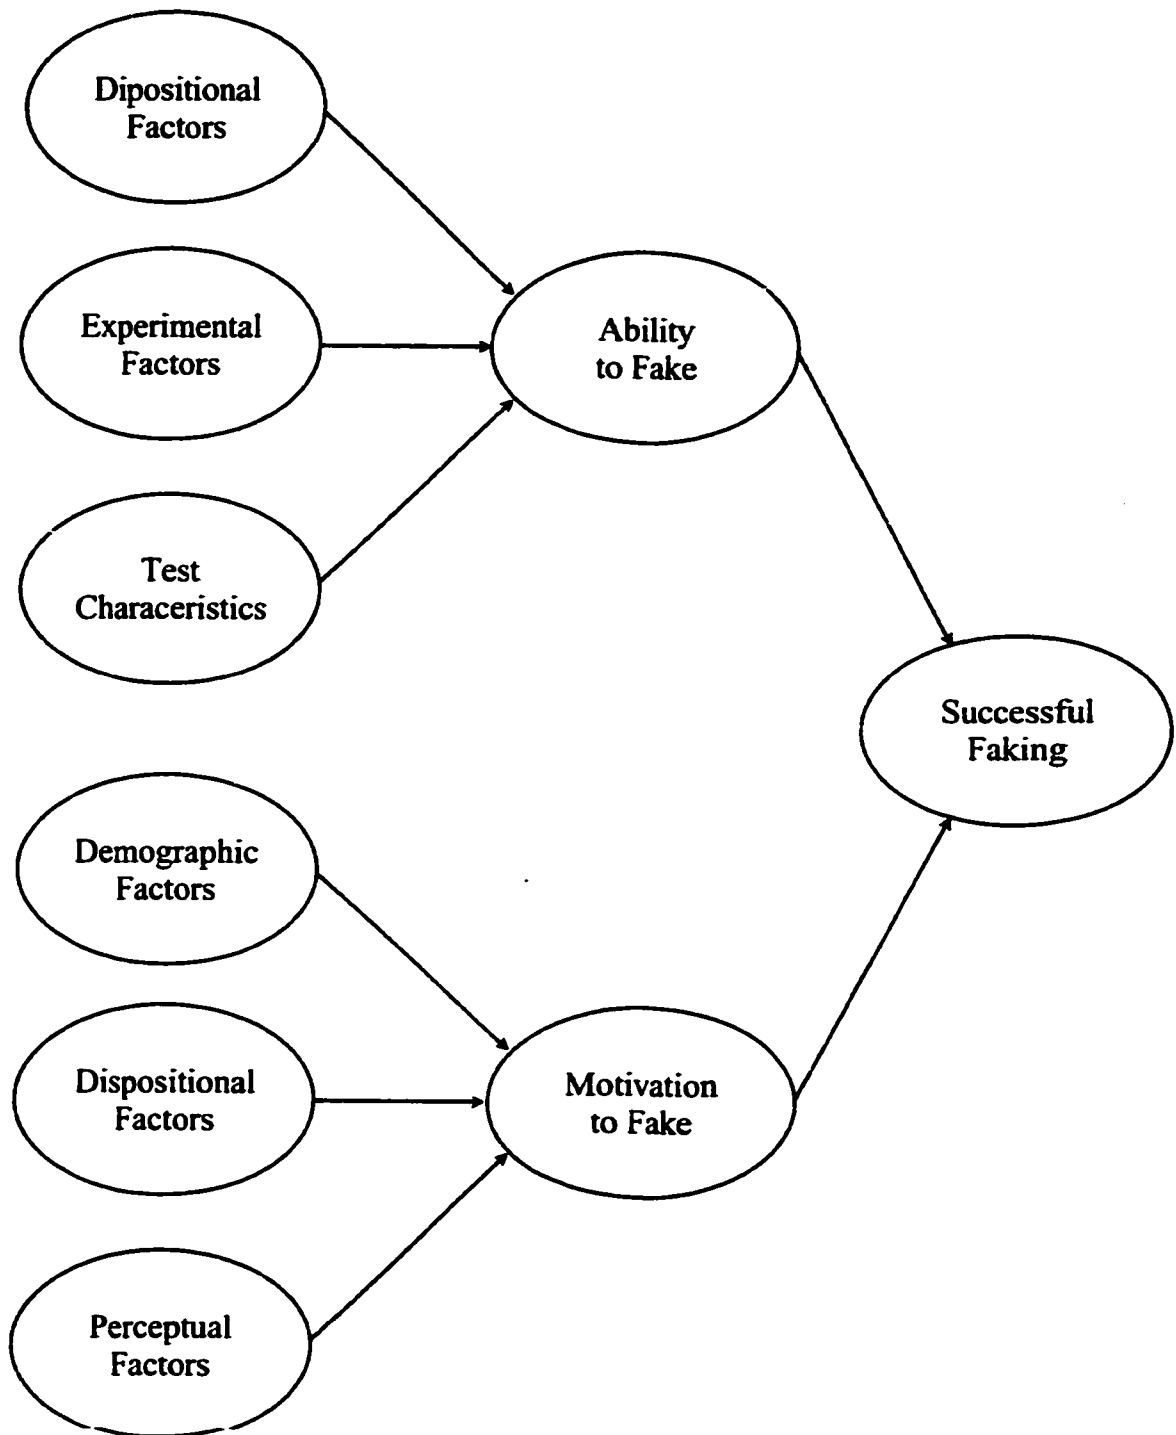 Dipositional
Factors
Experimental
Factors
Ability
to Fake
Test
Characeristics
Successful
Faking
Demographic
Factors
Dispositional
Factors
Motivation
to Fake
Perceptual
Factors